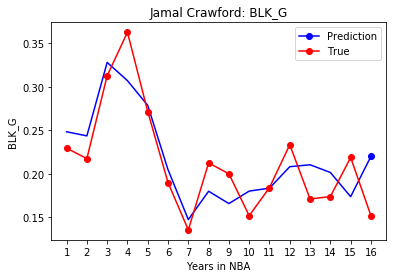 Jamal Crawford: BLK_G
Prediction
True
0.35
0.30
0.25
0.20
0.15
BLK_G
1 2 3 4 5 6 7 8 9 10 11 12 13 14 15 16
Years in NBA